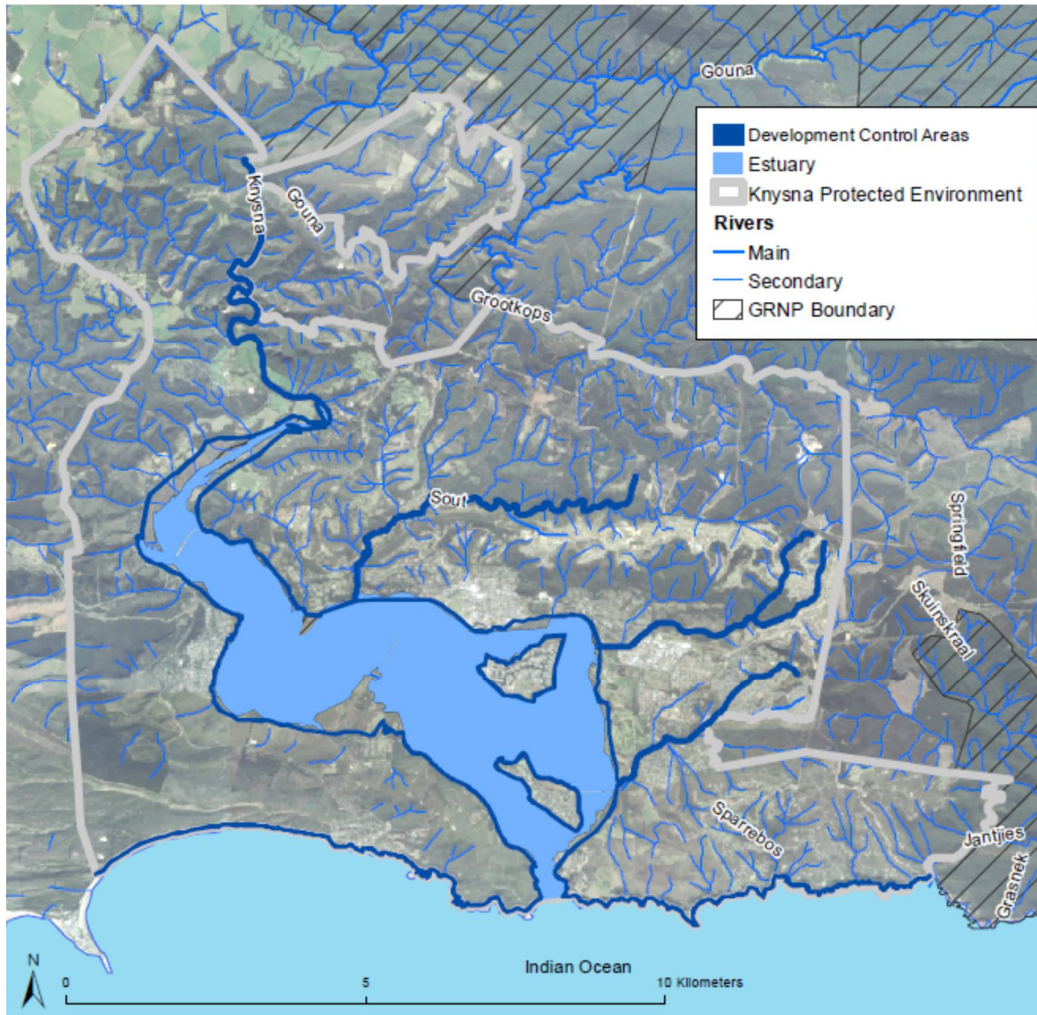 Gouna
Development Control Areas
Estuary
Knysna Protected Environment
Rivers
Main
Secondary
GRNP Boundary
Knysna
Gouna
Grootkops
Sout
Springfield
Skuinskraal
Sparrebos
Jantjies
Grasnek
N
Indian Ocean
0 5 10 Kilometers